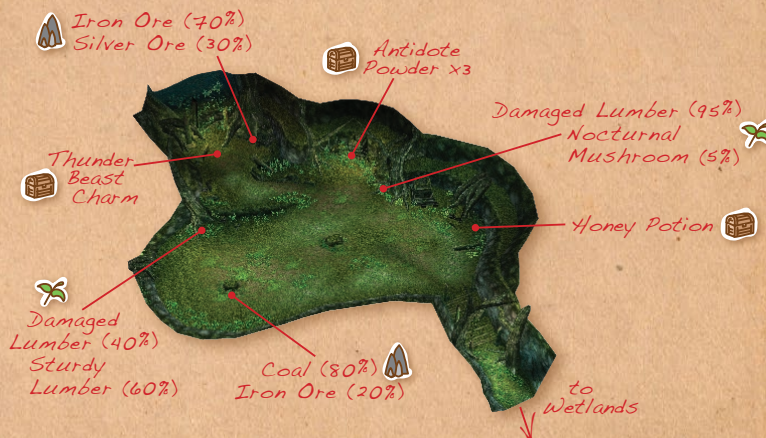 Iron Ore (70%)
Silver Ore (30%)
Antidote
Powder x3
Damaged Lumber (95%)
Nocturnal
Mushroom (5%)
Thunder
Beast
Charm
Honey Potion
Damaged
Lumber (40%)
Sturdy
Lumber (60%)
Coal (80%)
Iron Ore (20%)
to
Wetlands